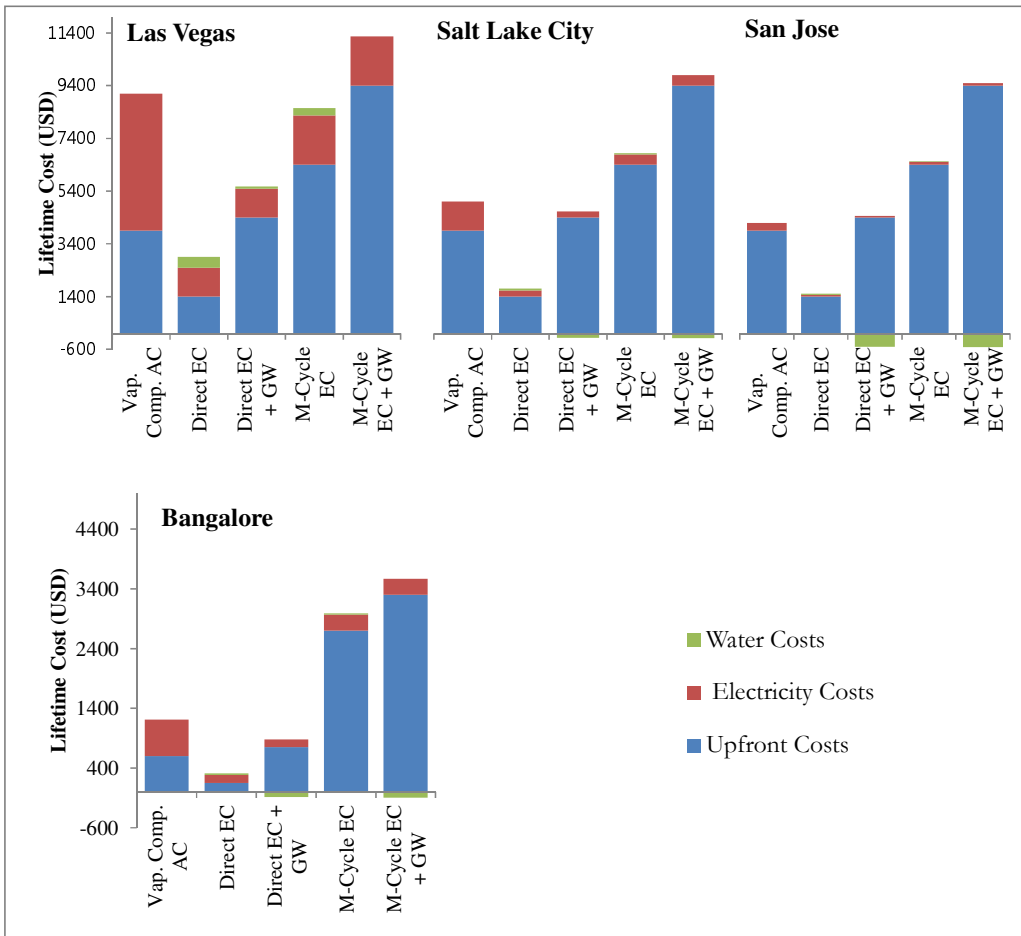 Las Vegas
Salt Lake City
San Jose
Lifetime Cost (USD)
11400
9400
7400
5400
3400
1400
-600
Vap.
Comp. AC
Direct EC
Direct EC
+ GW
M-Cycle
EC
M-Cycle
EC + GW
Vap.
Comp. AC
Direct EC
Direct EC
+ GW
M-Cycle
EC
M-Cycle
EC + GW
Vap.
Comp. AC
Direct EC
Direct EC
+ GW
M-Cycle
EC
M-Cycle
EC + GW
Bangalore
Lifetime Cost (USD)
4400
3400
2400
1400
400
-600
Vap. Comp.
AC
Direct EC
Direct EC +
GW
M-Cycle EC
M-Cycle EC
+ GW
Water Costs
Electricity Costs
Upfront Costs